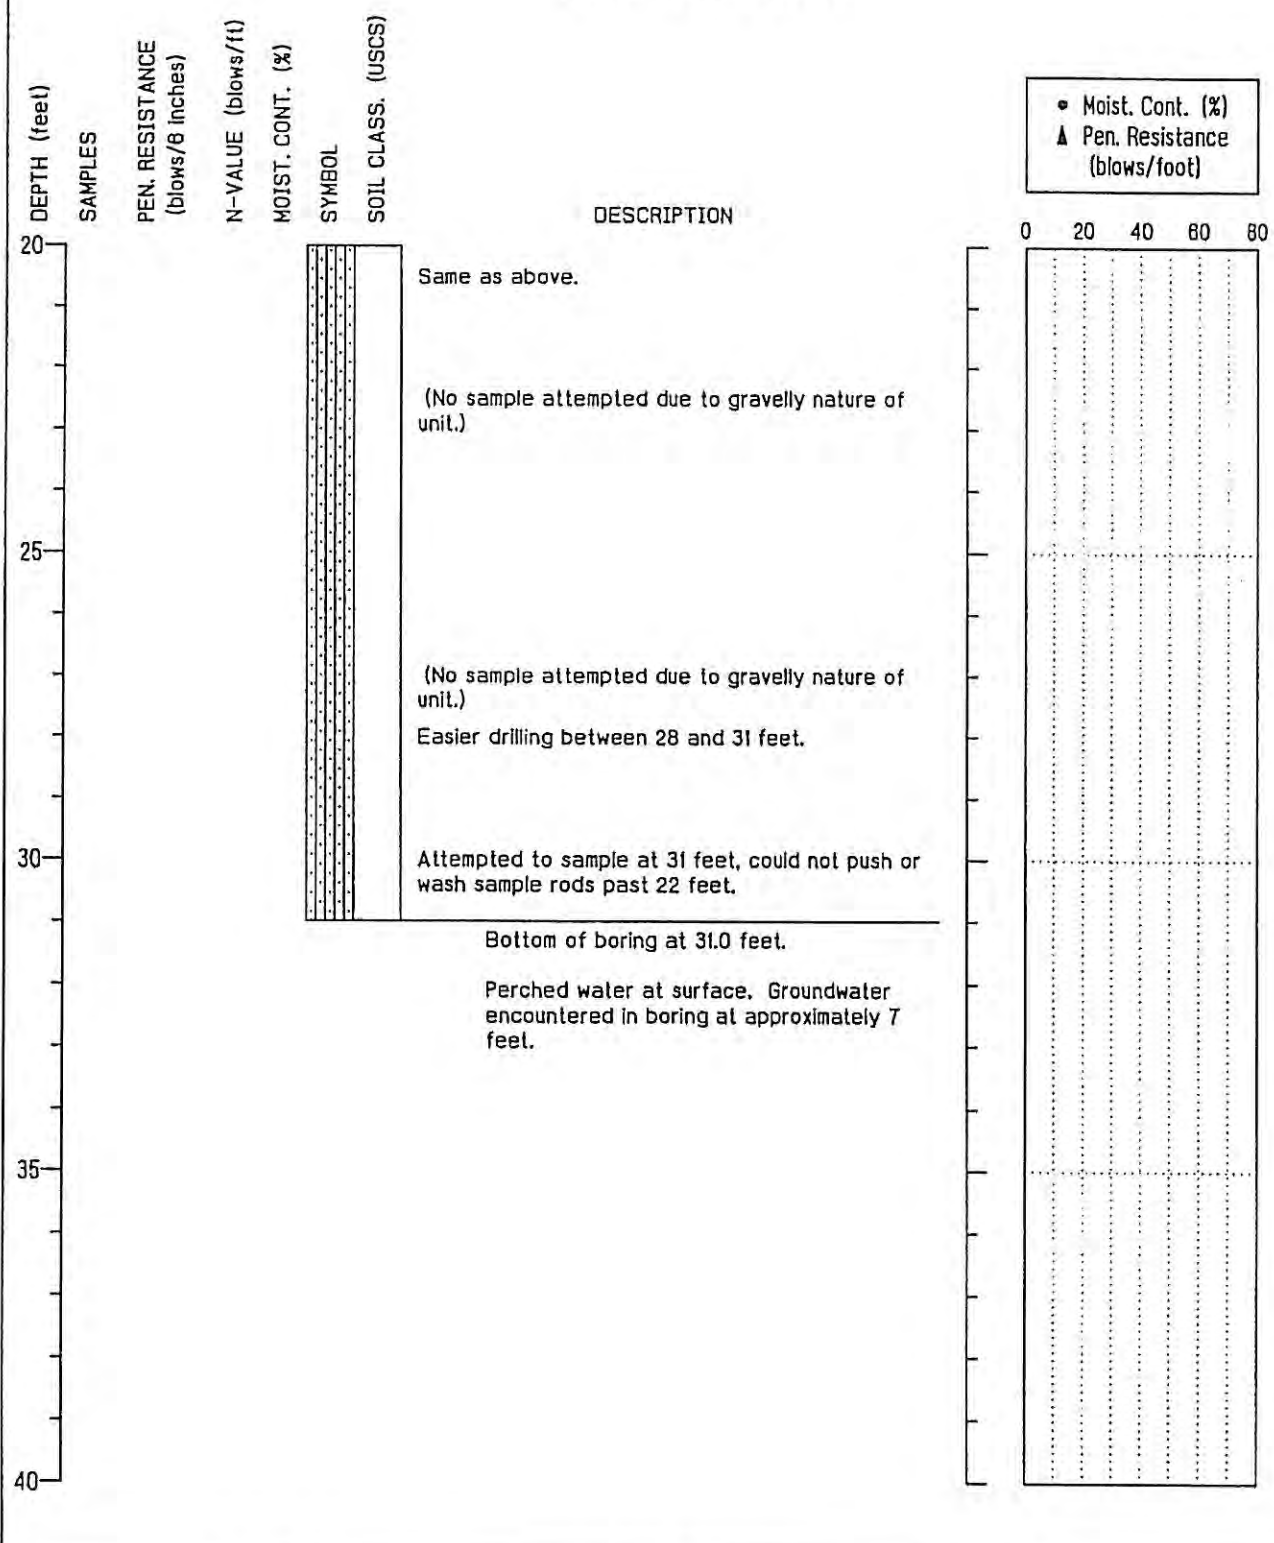 DEPTH (feet)
SAMPLES
PEN. RESISTANCE
(blows/6 inches)
N-VALUE (blows/ft)
MOIST. CONT. (%)
SYMBOL
SOIL CLASS. (USCS)
DESCRIPTION
Moist. Cont. (%)
Pen. Resistance
(blows/foot)
0 20 40 60 80
20
Same as above.
(No sample attempted due to gravelly nature of
unit.)
25
(No sample attempted due to gravelly nature of
unit.)
Easier drilling between 28 and 31 feet.
30
Attempted to sample at 31 feet, could not push or
wash sample rods past 22 feet.
Bottom of boring at 31.0 feet.
Perched water at surface. Groundwater
encountered in boring at approximately 7
feet.
35
40